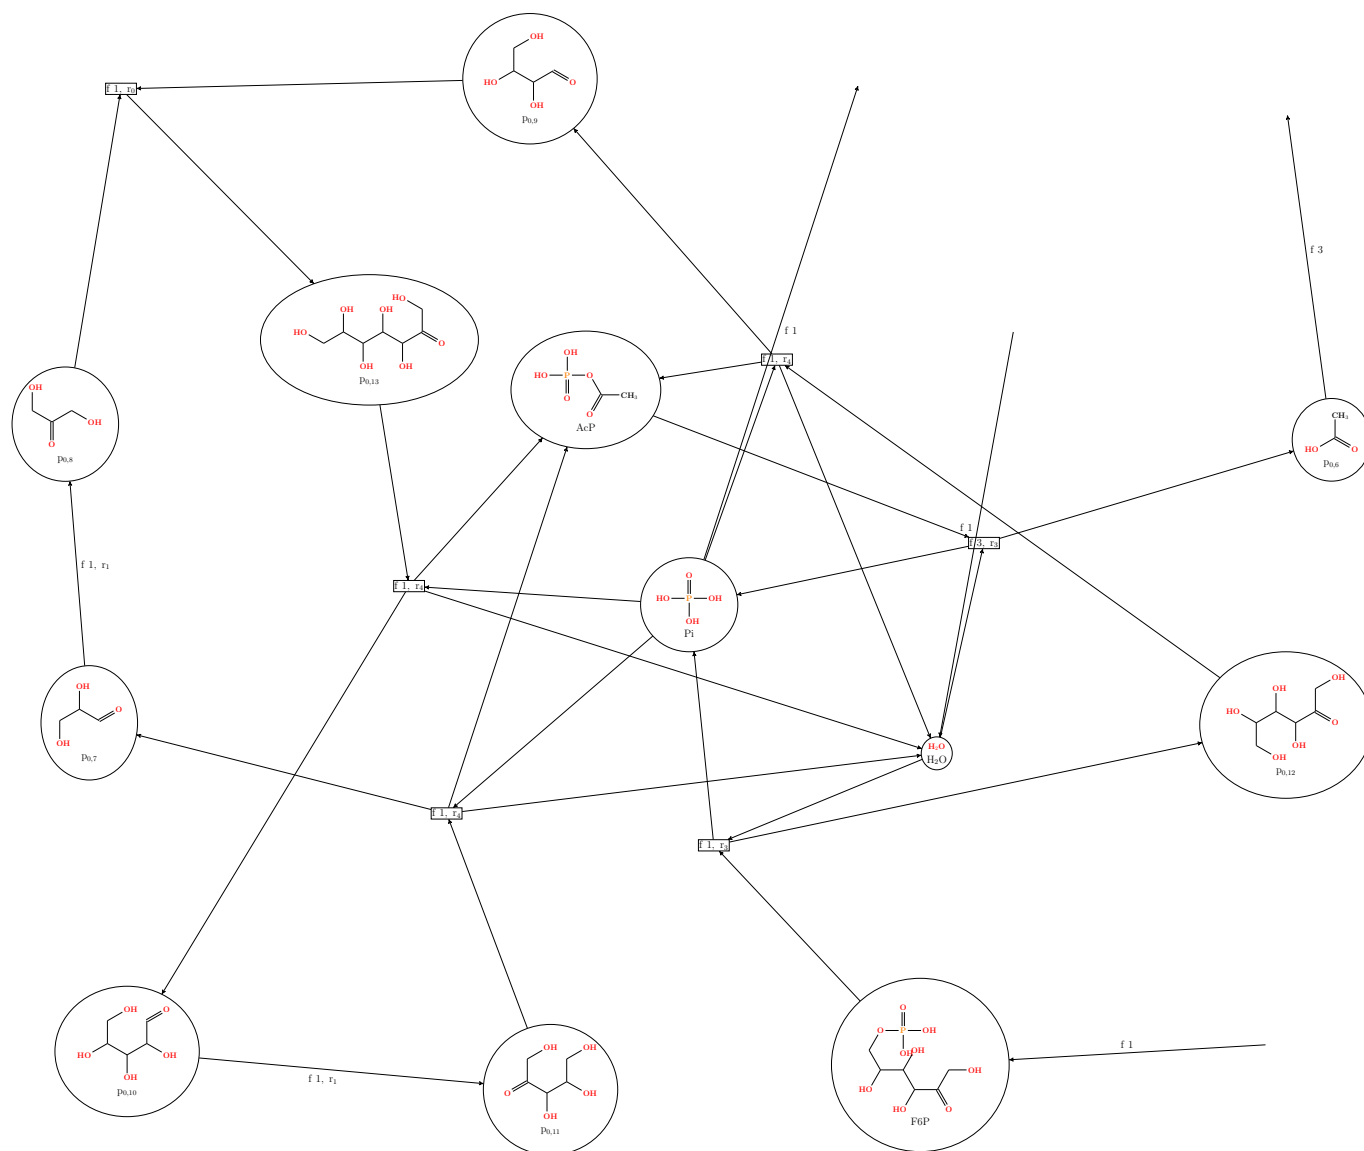 OH
HO
O
OH
p0,9
f 1, r0
f 3
HO
OH
OH
HO
O
OH
OH
p0,13
f 1
f 1, r4
OH
HO
P
O
O
CH3
O
AcP
OH
OH
O
p0,8
CH3
HO
O
p0,6
f 1
f 3, r3
f 1, r1
f 1, r4
O
HO
P
OH
OH
Pi
OH
O
OH
p0,7
H2O
H2O
OH
OH
HO
O
OH
OH
p0,12
f 1, r4
f 1, r3
OH
O
HO
OH
OH
p0,10
f 1, r1
OH
OH
O
OH
OH
p0,11
O
O
P
OH
OH
OH
OH
HO
HO
O
F6P
f 1